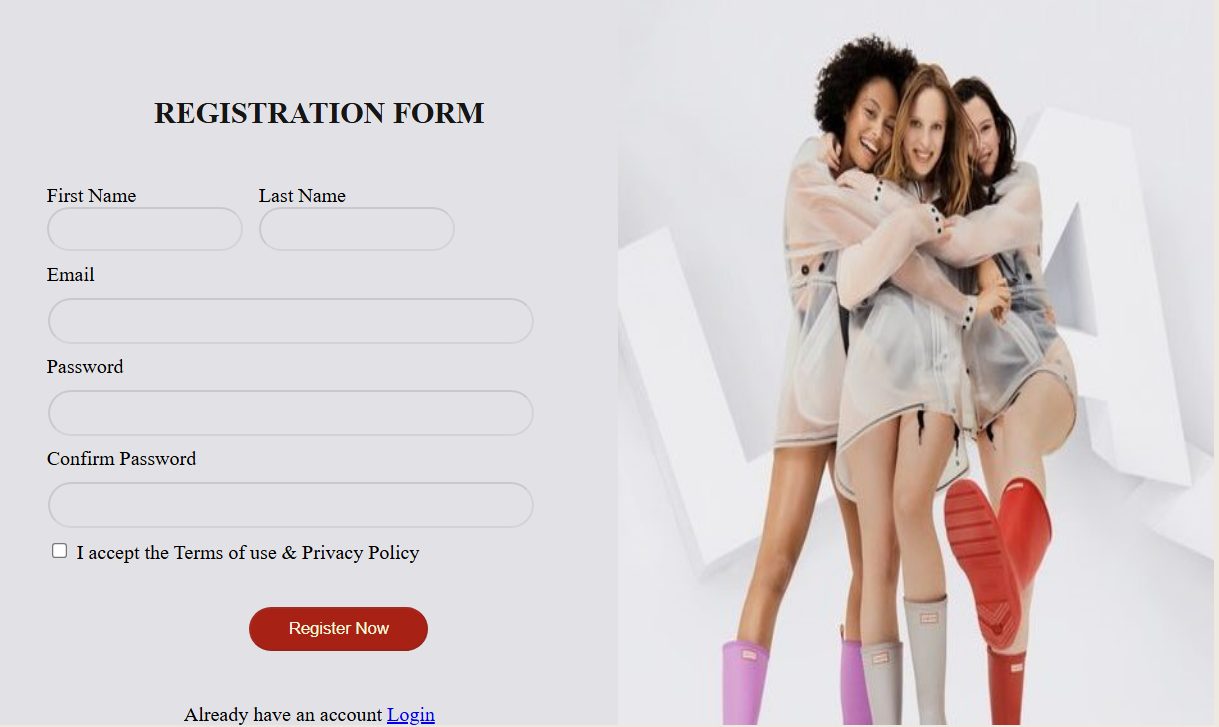 REGISTRATION FORM
First Name Last Name
Email
Password
Confirm Password
I accept the Terms of use & Privacy Policy
Register Now
Already have an account Login